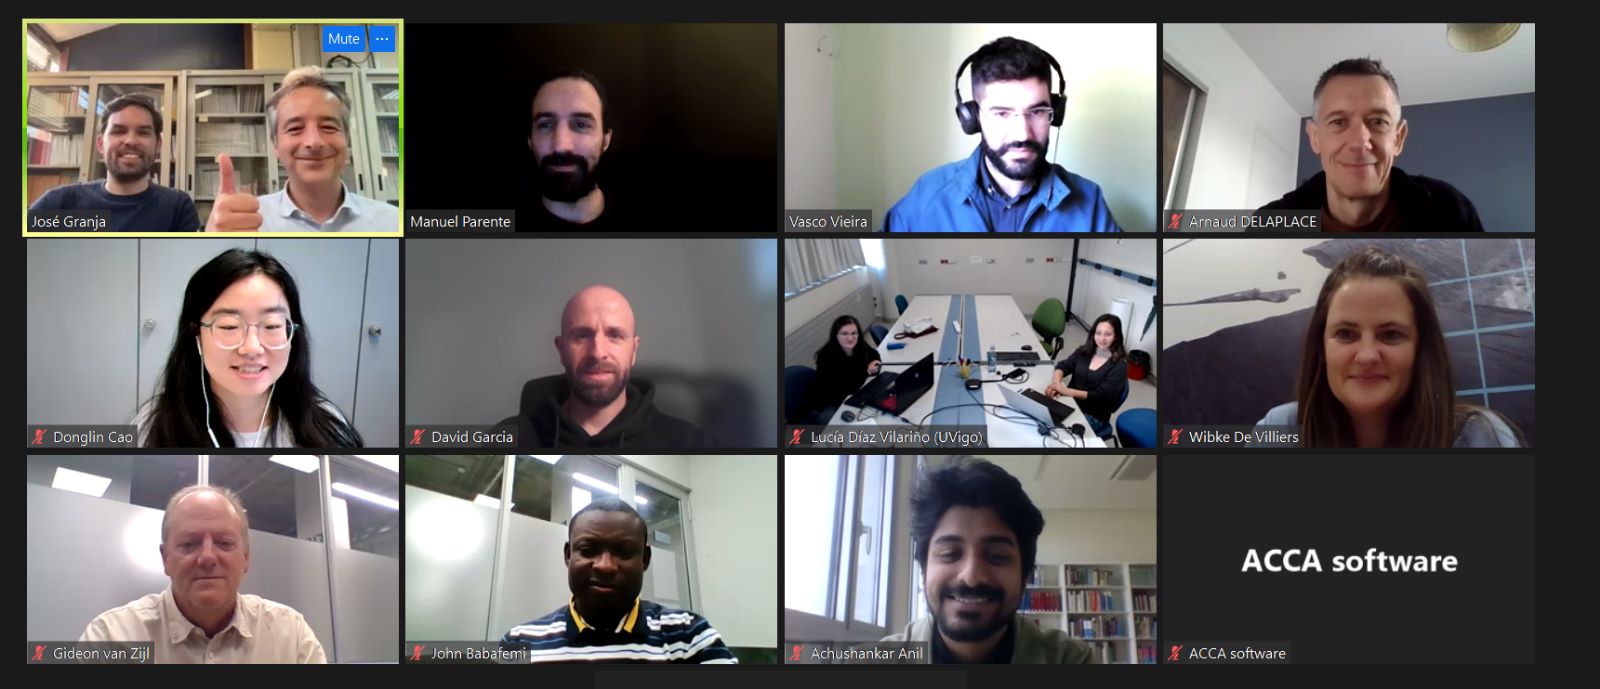 Mute ...
José Granja
Manuel Parente
Vasco Vieira
Arnaud DELAPLACE
Donglin Cao
David Garcia
Lucía Díaz Vilariño (UVigo)
Wibke De Villiers
Gideon van Zijl
John Babafemi
Achushankar Anil
ACCA software
ACCA software